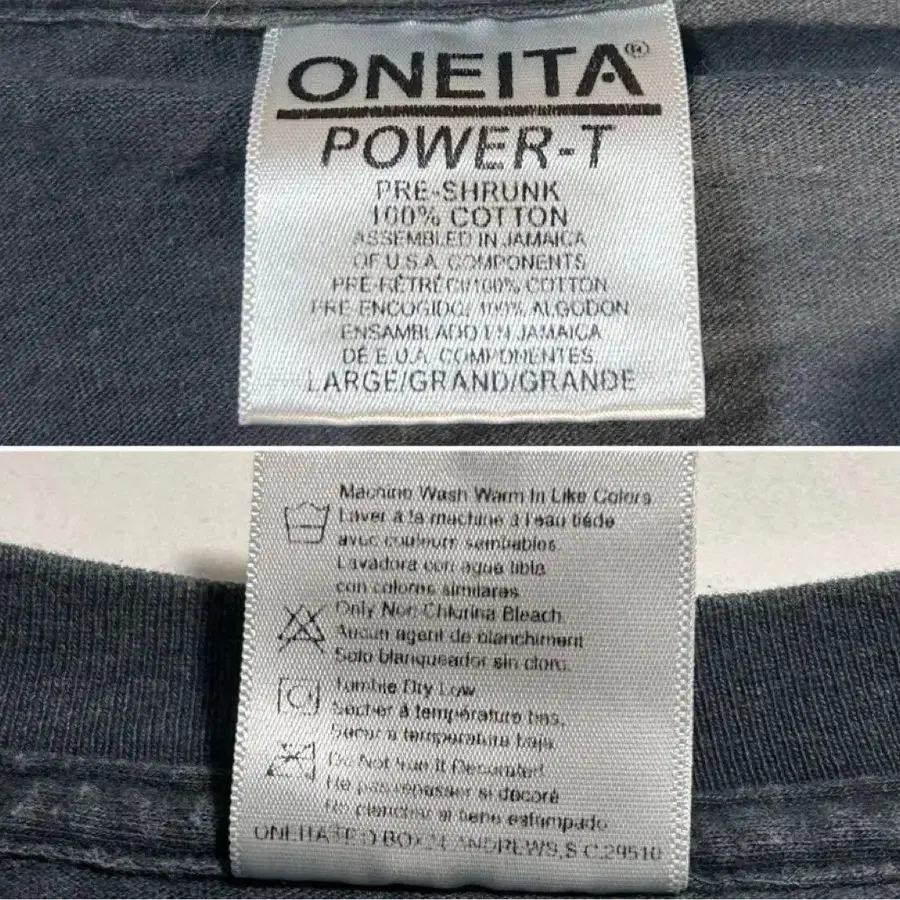 ONEITA®
POWER-T
PRE-SHRUNK
100% COTTON
ASSEMBLED IN JAMAICA
OF U.S.A. COMPONENTS
PRE-RÉTRÉCI/100% COTTON
PRE-ENCOGIDO/ 100% ALGODON
ENSAMBLADO EN JAMAICA
DE E.U.A. COMPONENTES
LARGE/GRAND/GRANDE
Machine Wash Warm In Like Colors
Laver à la machine à l'eau tiède
avec couleurs semblables.
Lavadora con agua tibia
con colores similares
Only Non Chlorine Bleach
Aucun agent de blanchiment
Solo blanqueador sin cloro.
Tumble Dry Low
Sécher à température bas.
Secar a temperatura baja
Do Not Iron If Decorated
Ne pas repasser si décoré
No planchar si tiene estampado
ONEITA ANDREWS, S.C. 29510